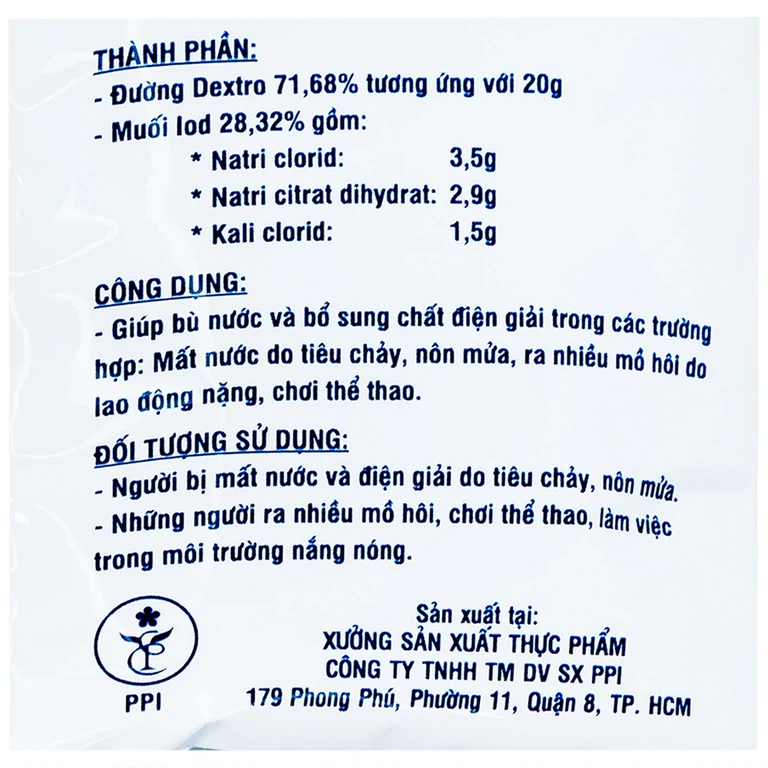 THÀNH PHẦN:
- Đường Dextro 71,68% tương ứng với 20g
- Muối Iod 28,32% gồm:
* Natri clorid: 3,5g
* Natri citrat dihydrat: 2,9g
* Kali clorid: 1,5g
CÔNG DỤNG:
- Giúp bù nước và bổ sung chất điện giải trong các trường
hợp: Mất nước do tiêu chảy, nôn mửa, ra nhiều mồ hôi do
lao động nặng, chơi thể thao.
ĐỐI TƯỢNG SỬ DỤNG:
- Người bị mất nước và điện giải do tiêu chảy, nôn mửa.
- Những người ra nhiều mồ hôi, chơi thể thao, làm việc
trong môi trường nắng nóng.
PPI
Sản xuất tại:
XƯỞNG SẢN XUẤT THỰC PHẨM
CÔNG TY TNHH TM DV SX PPI
179 Phong Phú, Phường 11, Quận 8, TP. HCM